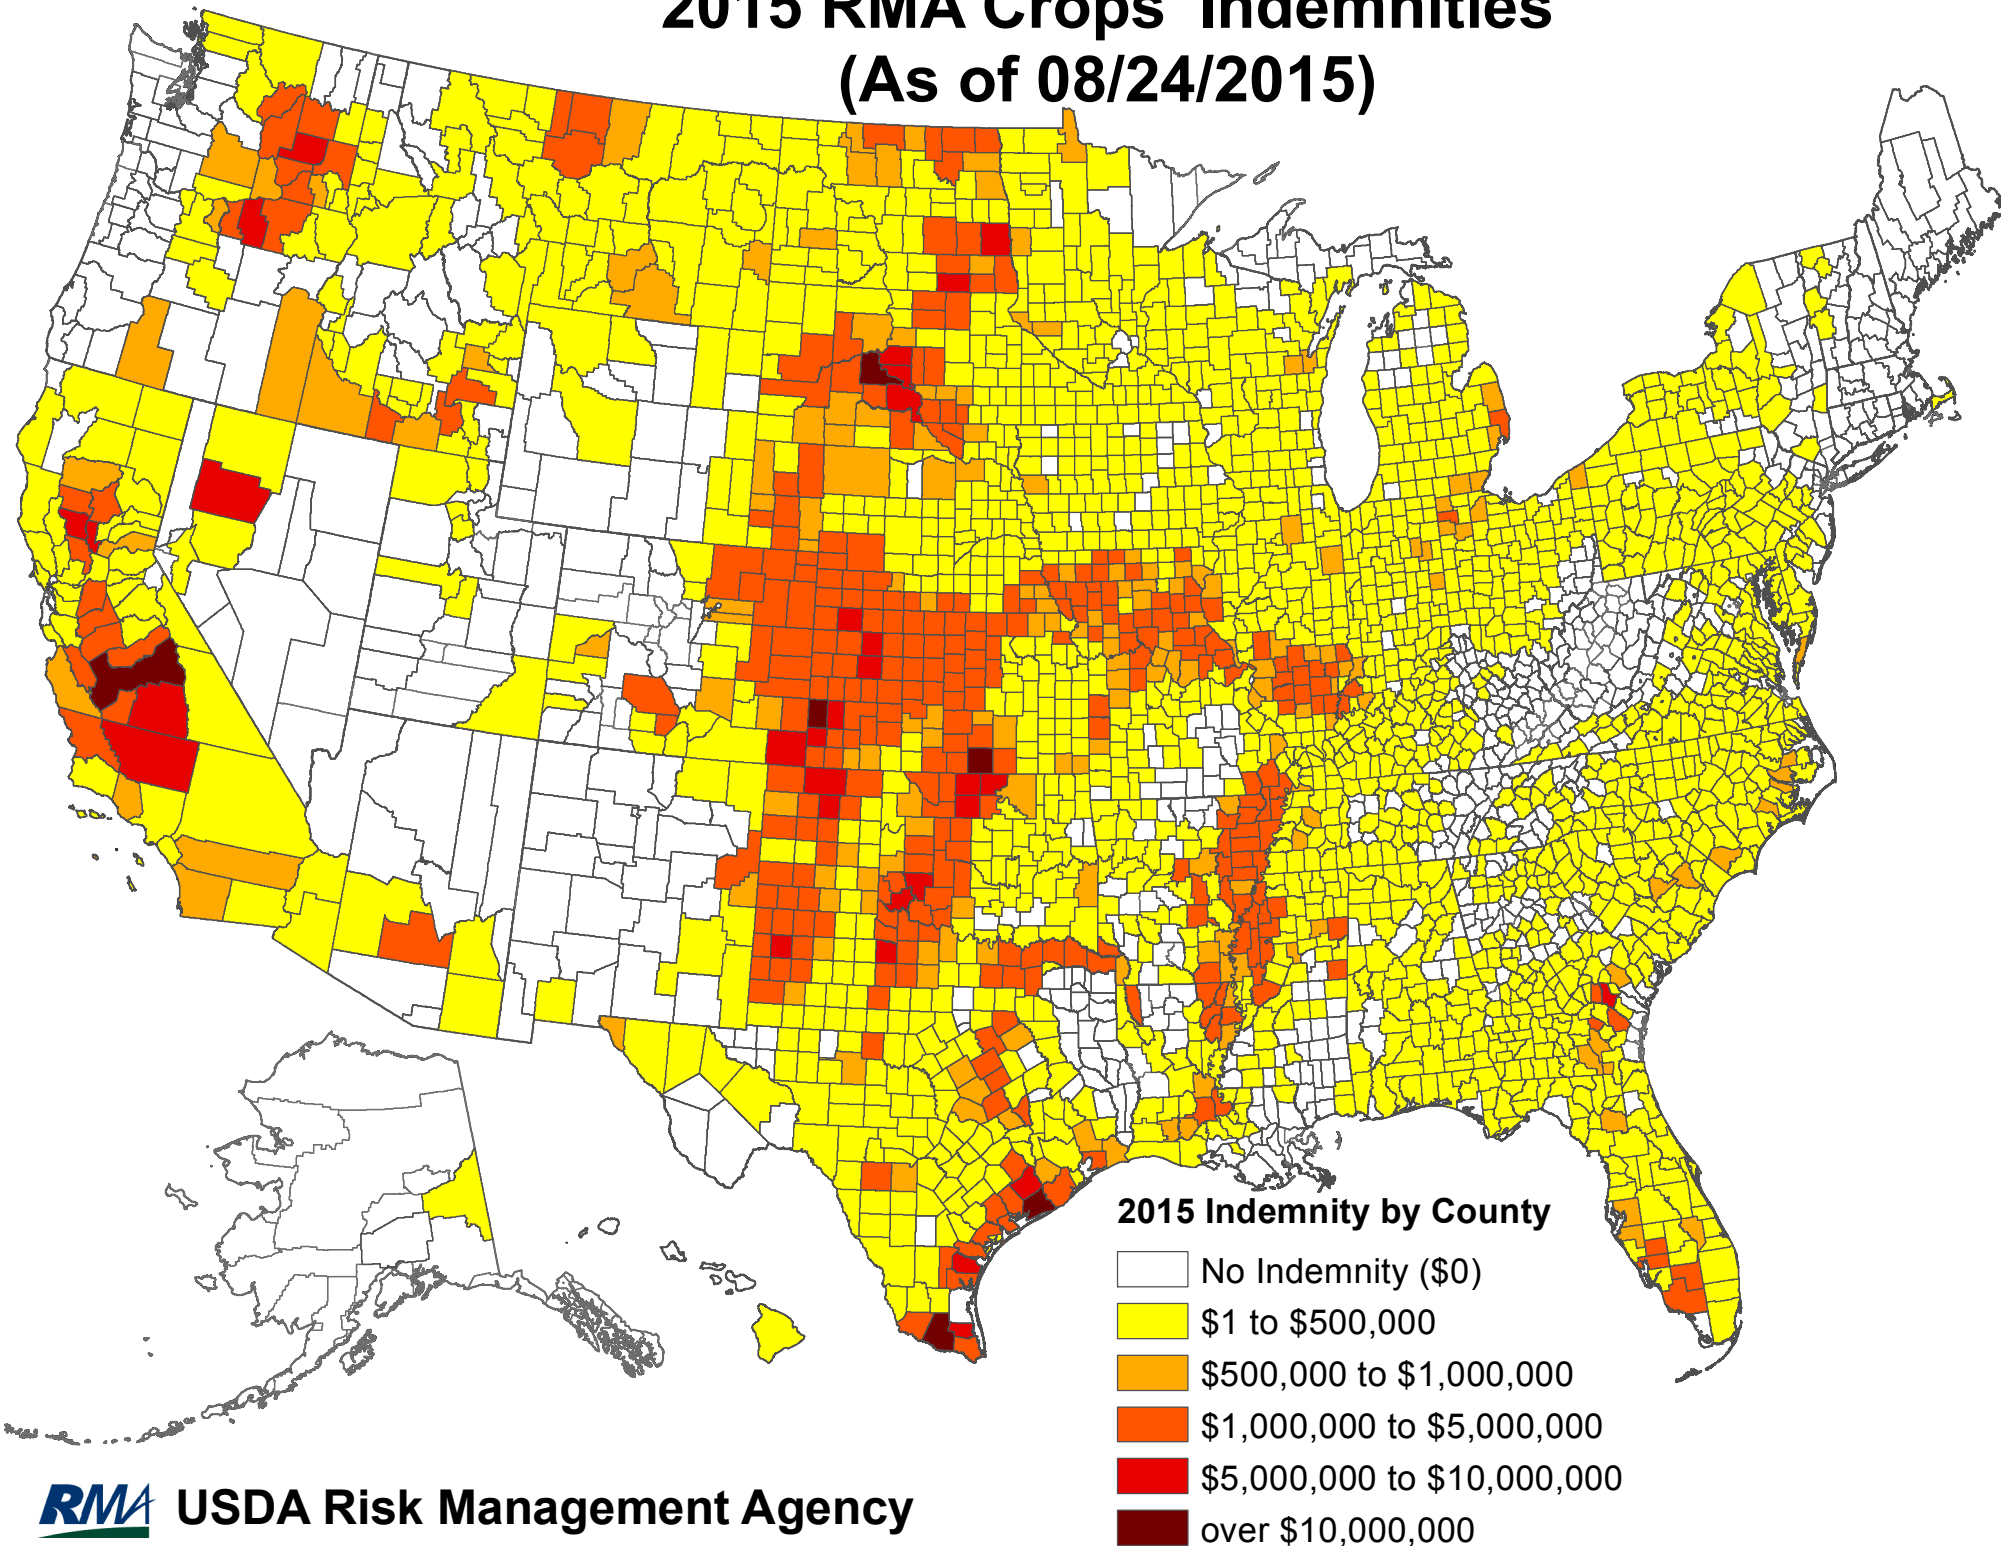 2015 RMA Crops' Indemnities
(As of 08/24/2015)
2015 Indemnity by County
No Indemnity ($0)
$1 to $500,000
$500,000 to $1,000,000
$1,000,000 to $5,000,000
$5,000,000 to $10,000,000
over $10,000,000
RMA USDA Risk Management Agency